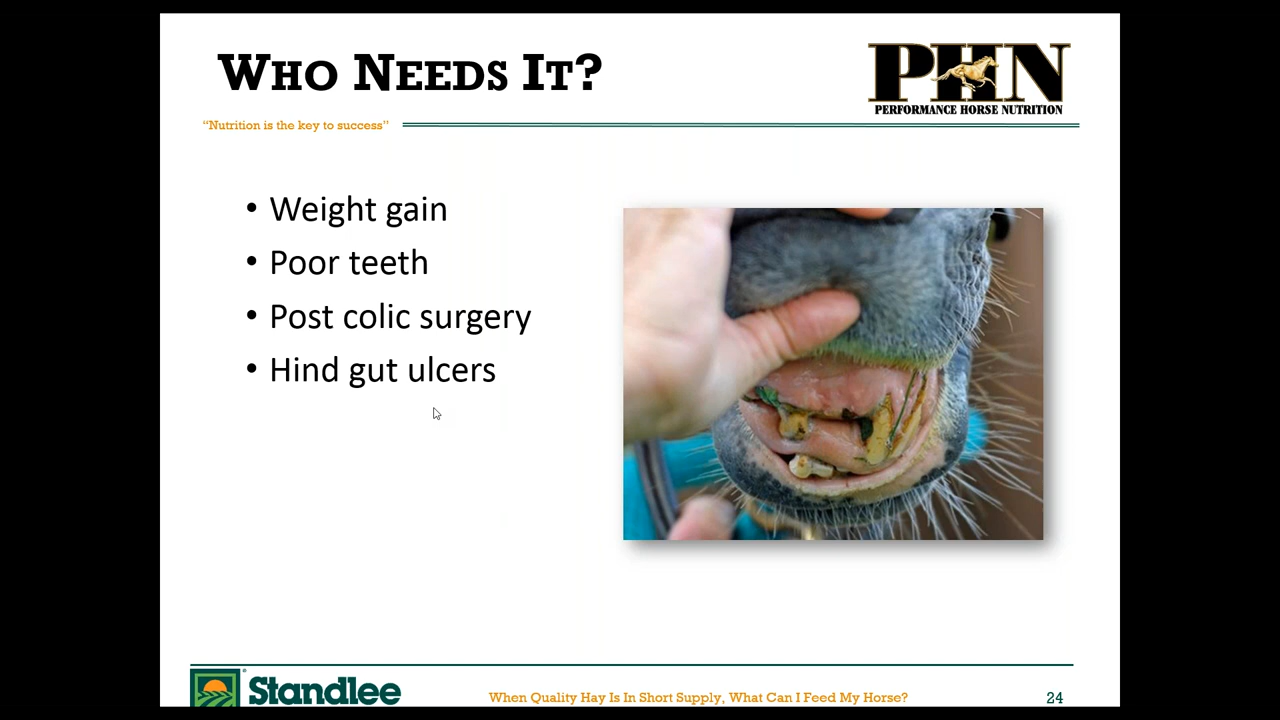 WHO NEEDS IT?
PHN
PERFORMANCE HORSE NUTRITION
“Nutrition is the key to success”
• Weight gain
• Poor teeth
• Post colic surgery
• Hind gut ulcers
Standlee
When Quality Hay Is In Short Supply, What Can I Feed My Horse?
24